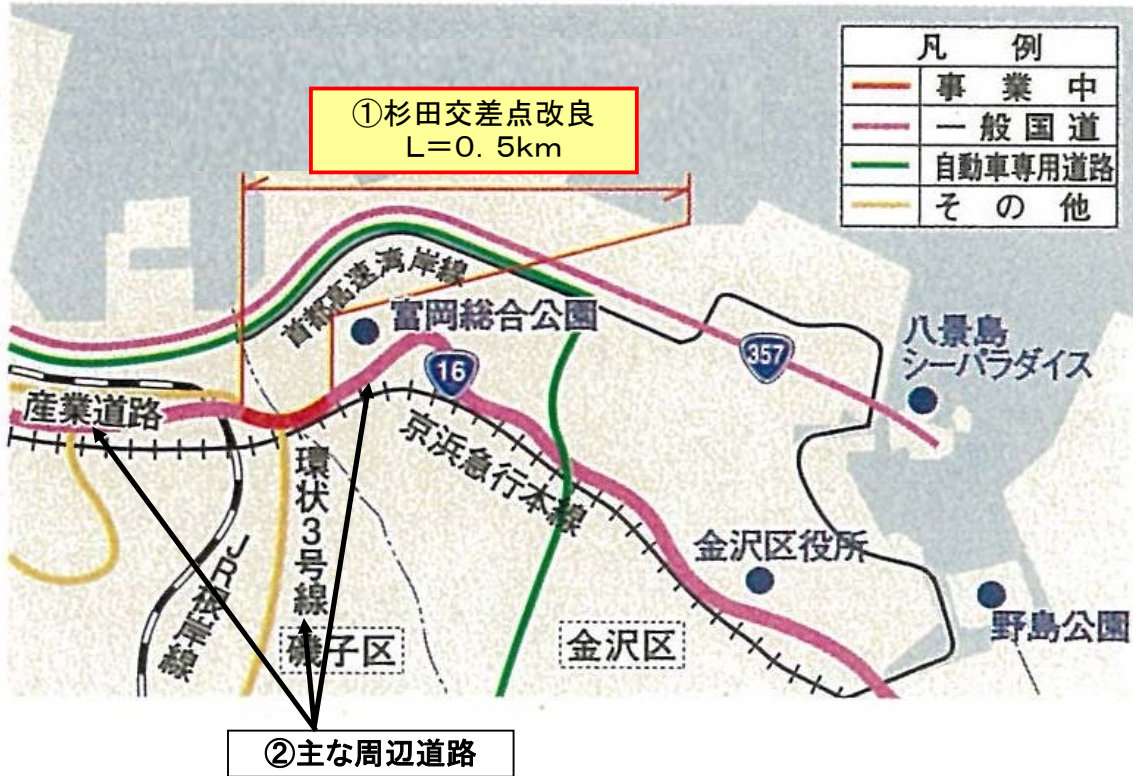 凡 例
事 業 中
一 般 国 道
自動車専用道路
そ の 他
①杉田交差点改良
L=0.5km
首都高速湾岸線
富岡総合公園
16
357
八景島
シーパラダイス
産業道路
京浜急行本線
環状3号線
JR根岸線
金沢区役所
磯子区
金沢区
野島公園
②主な周辺道路